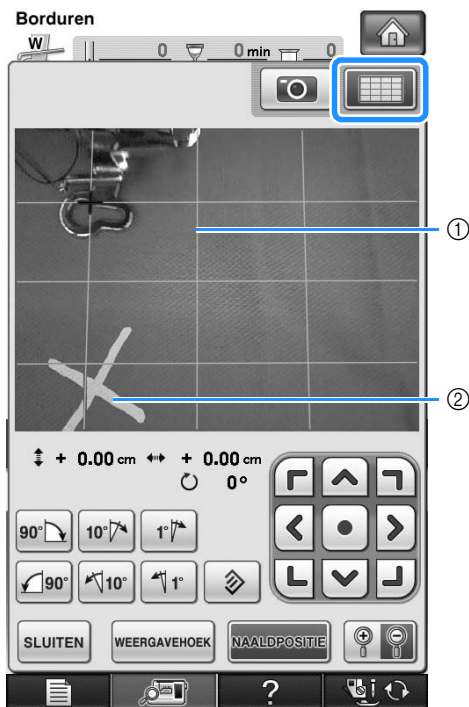 Borduren
W 0 0 min 0
①
②
+ 0.00 cm + 0.00 cm
0°
90° 10° 1°
90° 10° 1°
SLUITEN WEERGAVEHOEK NAALDPOSITIE
?